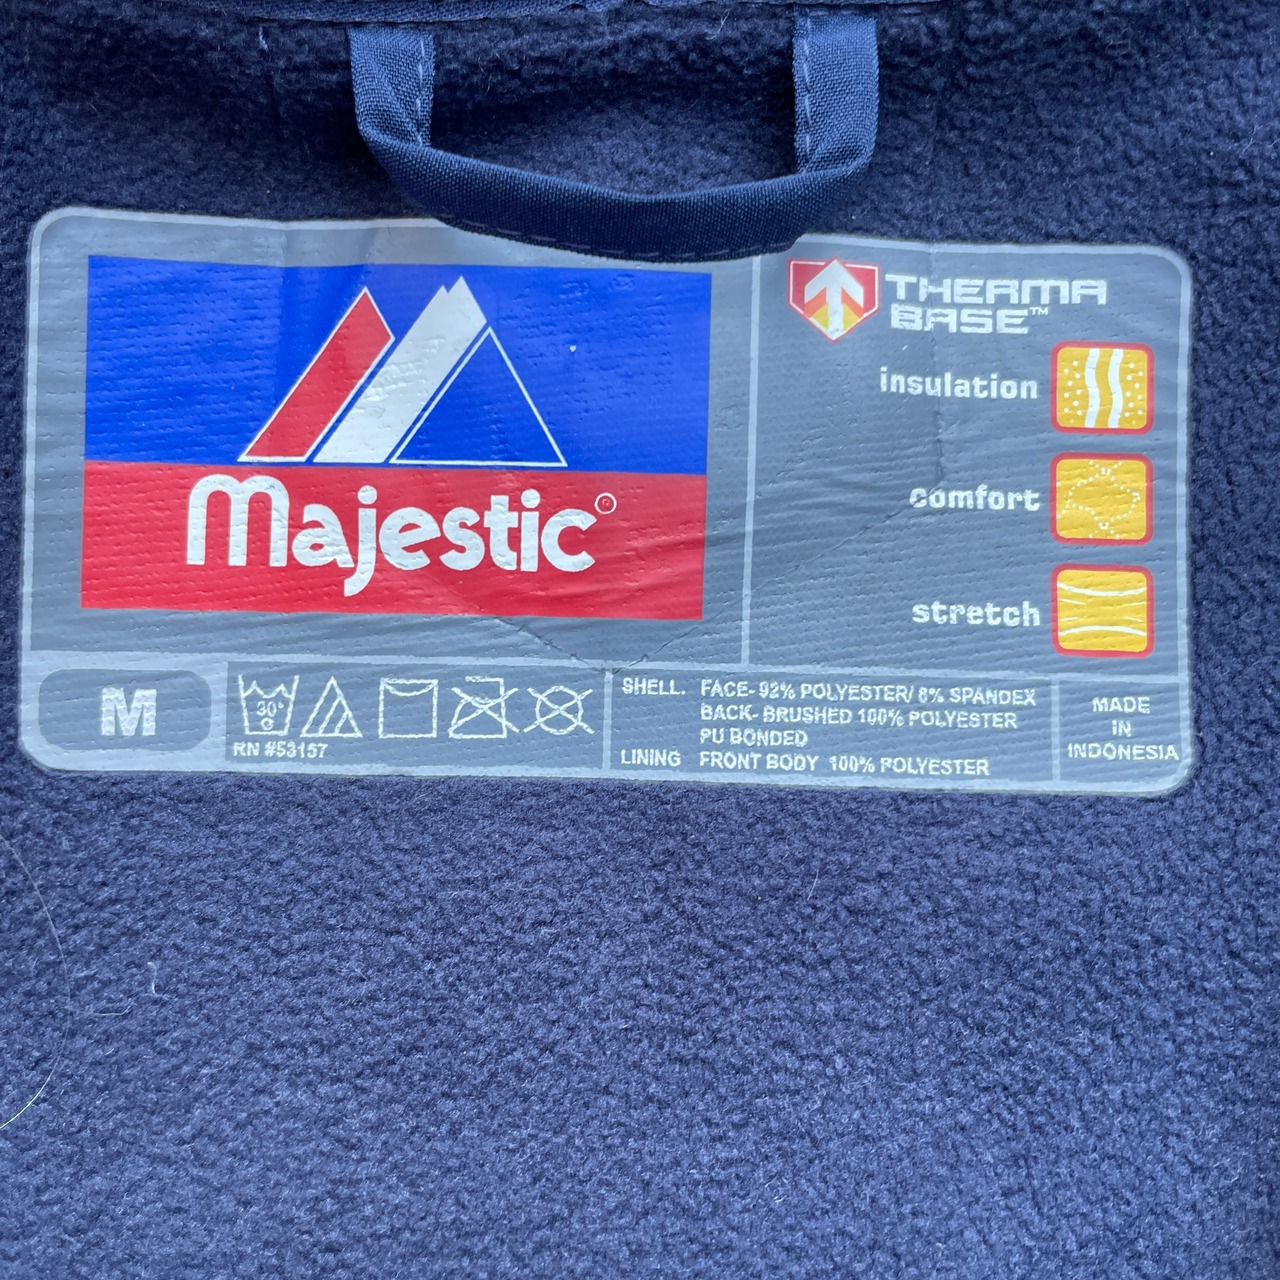 Majestic®
THERMA
BASE™
insulation
comfort
stretch
M
30°
RN #53157
SHELL. FACE- 92% POLYESTER/ 8% SPANDEX
BACK- BRUSHED 100% POLYESTER
PU BONDED
LINING FRONT BODY 100% POLYESTER
MADE
IN
INDONESIA